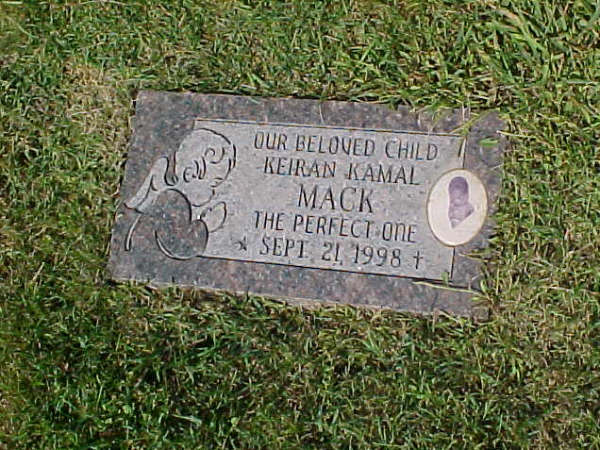 OUR BELOVED CHILD
KEIRAN KAMAL
MACK
THE PERFECT ONE
★ SEPT. 21, 1998 ✝